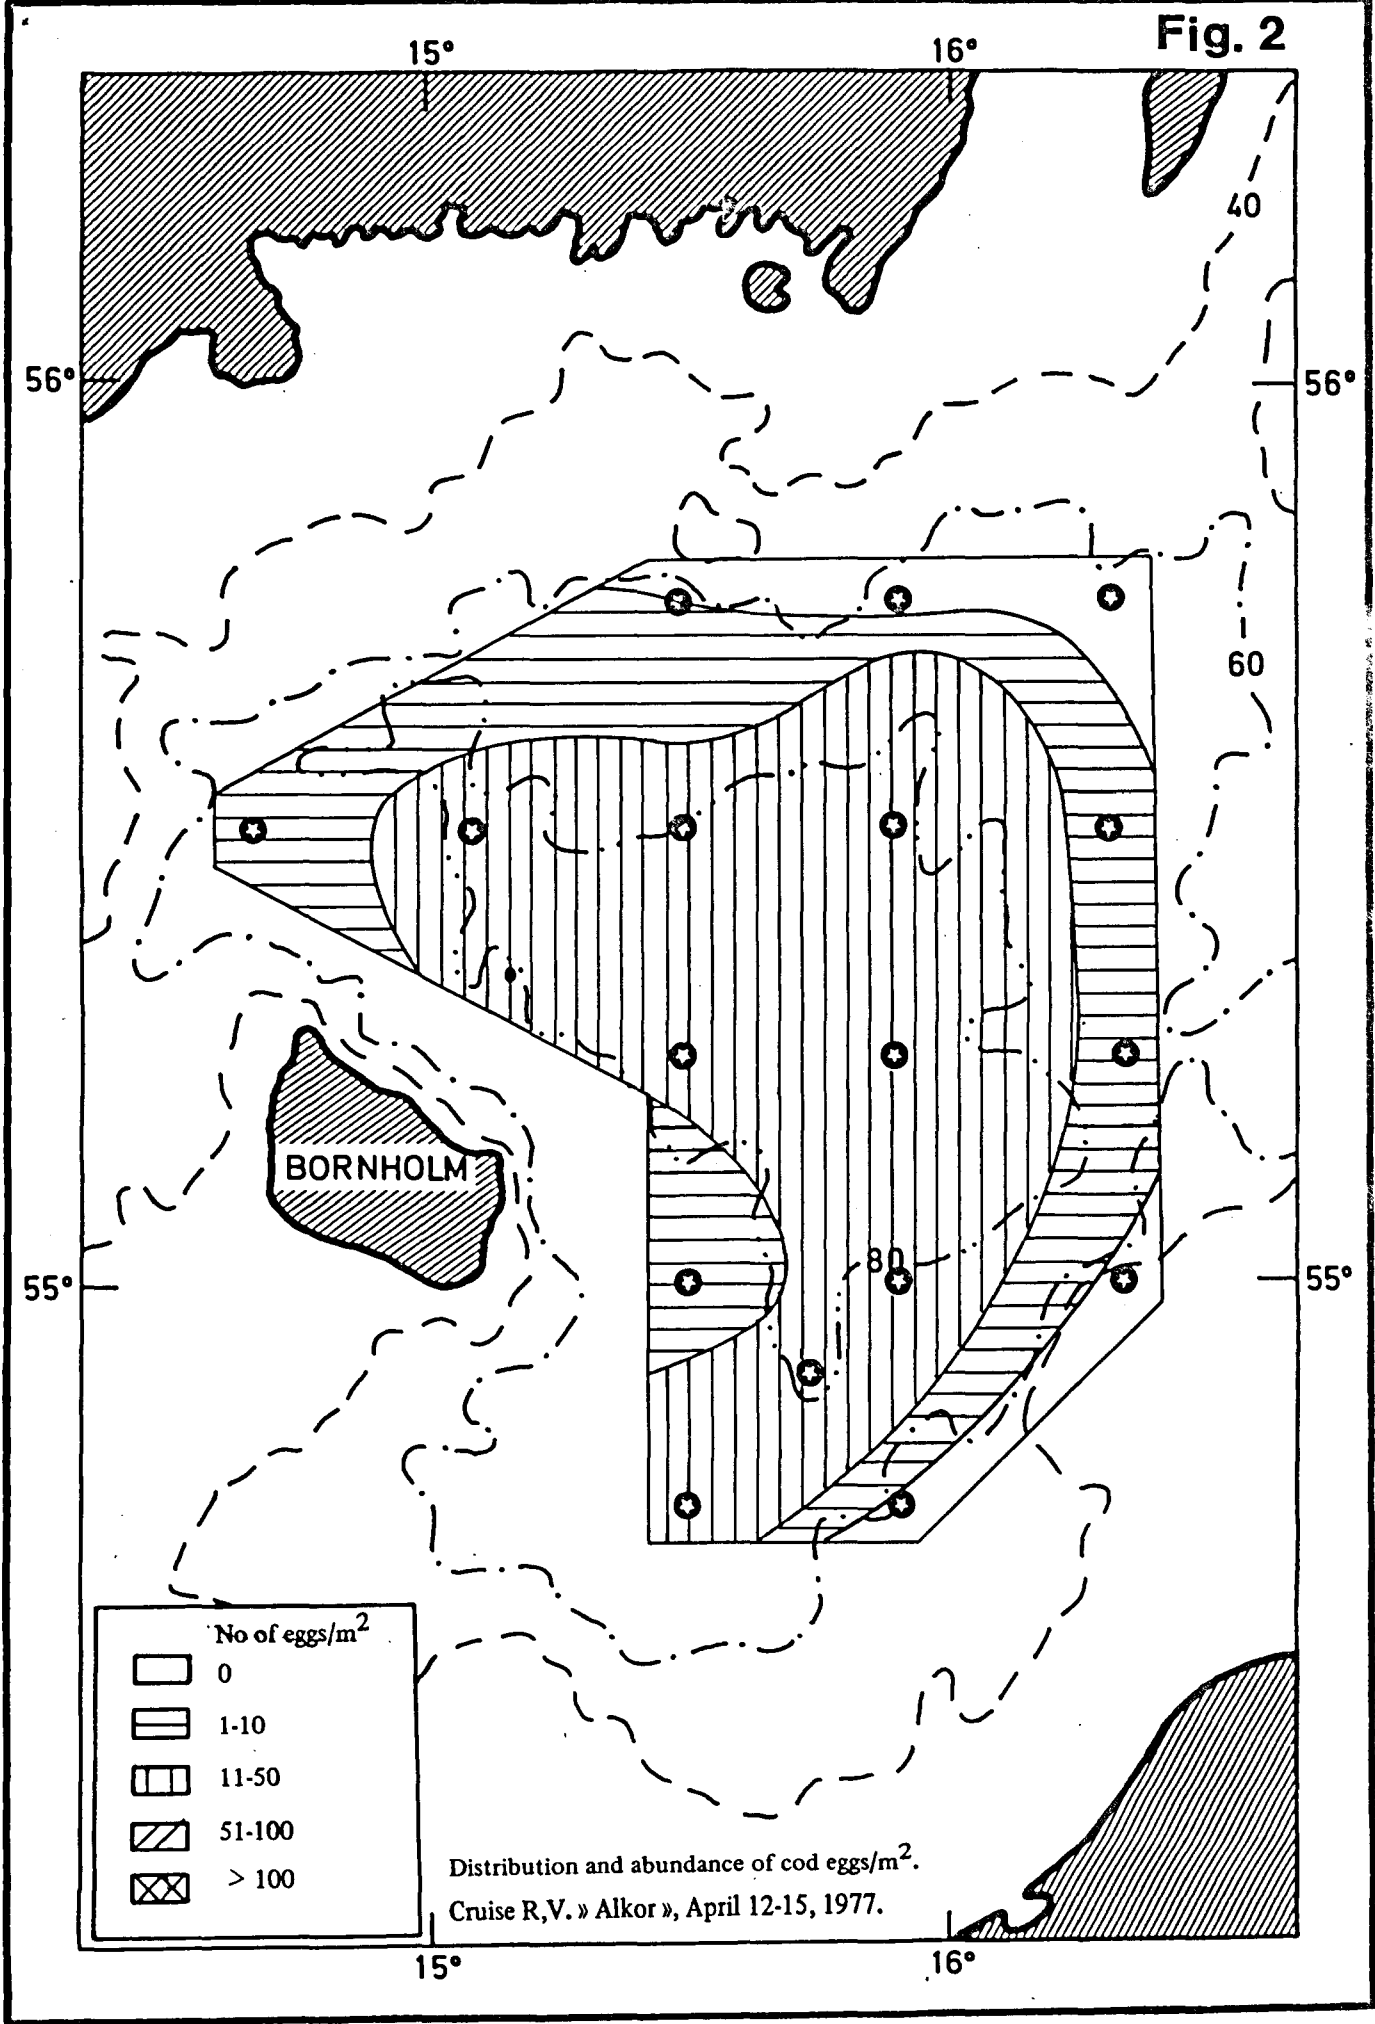 Fig. 2
15° 16°
40
56° 56°
60
BORNHOLM
80
55° 55°
No of eggs/m²
0
1-10
11-50
51-100
> 100
Distribution and abundance of cod eggs/m².
Cruise R,V. » Alkor », April 12-15, 1977.
15° 16°